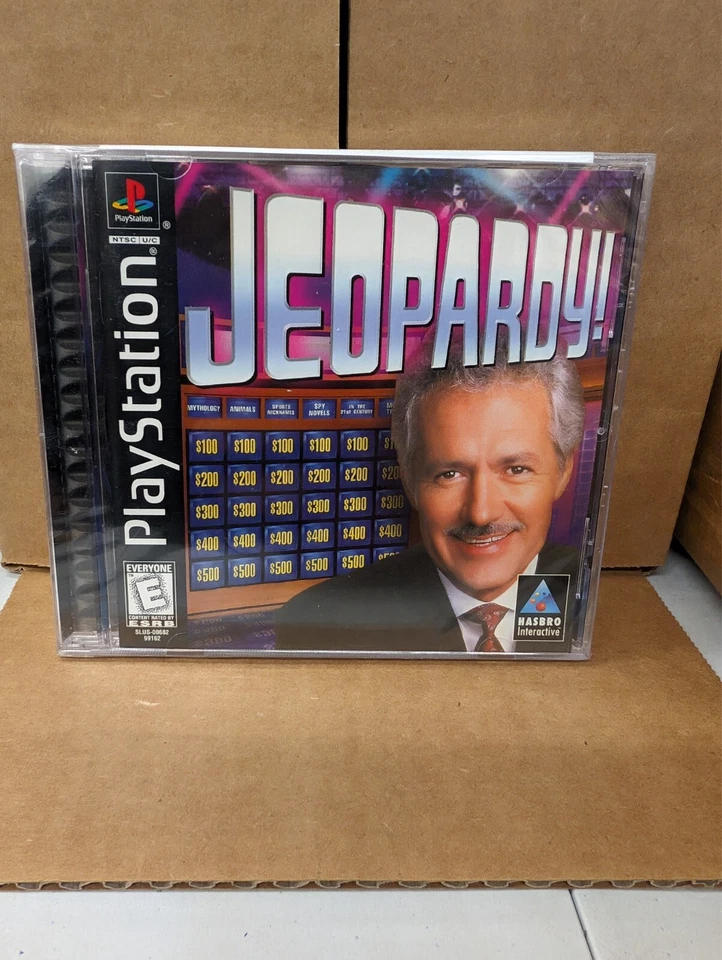 PlayStation
®
NTSC U/C
PlayStation®
JEOPARDY!
MYTHOLOGY ANIMALS SPORTS NICKNAMES SPY NOVELS IN THE 21ST CENTURY
$100 $100 $100 $100 $100
$200 $200 $200 $200 $200 $200
$300 $300 $300 $300 $300 $300
$400 $400 $400 $400 $400 $400
$500 $500 $500 $500 $500
EVERYONE
E
CONTENT RATED BY
ESRB
SLUS-00682
99162
HASBRO
Interactive™